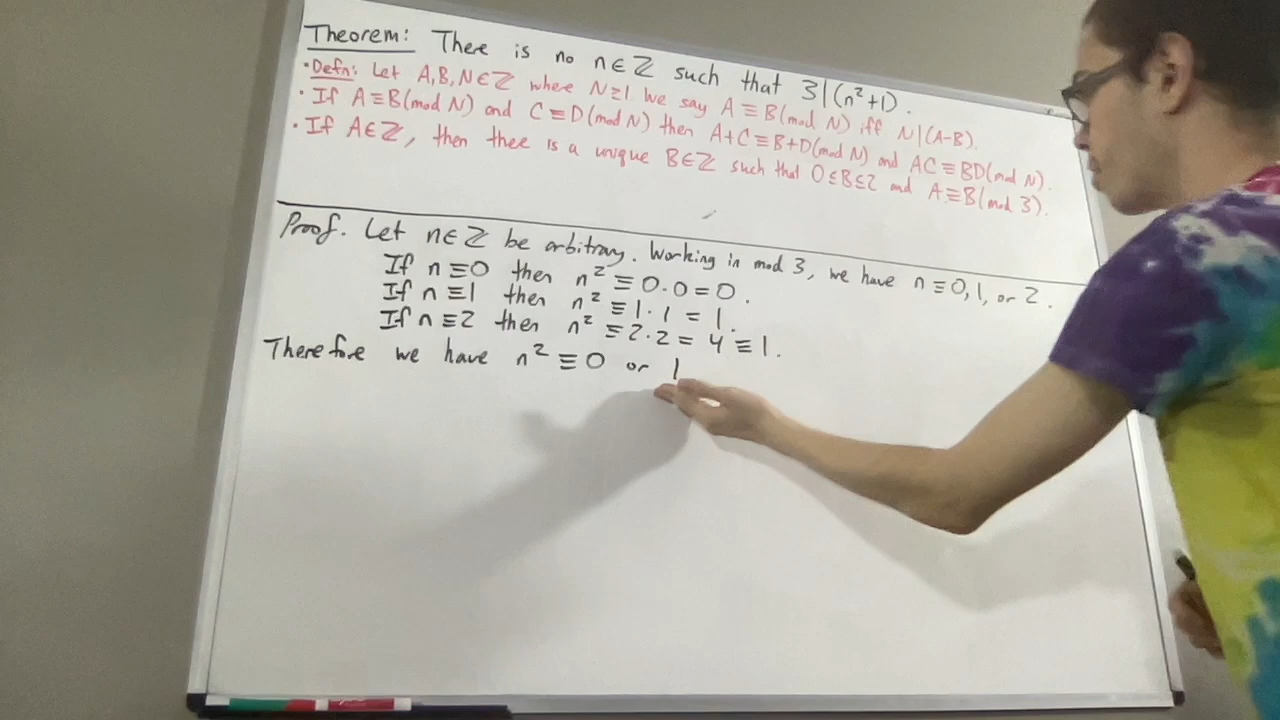 Theorem: There is no n∈ℤ such that 3|(n²+1).
• Defn: Let A,B,N∈ℤ where N≥1. We say A≡B(mod N) iff N|(A-B).
• If A≡B(mod N) and C≡D(mod N) then A+C≡B+D(mod N) and AC≡BD(mod N).
• If A∈ℤ, then thee is a unique B∈ℤ such that 0≤B≤2 and A≡B(mod 3).
Proof. Let n∈ℤ be arbitrary. Working in mod 3, we have n≡0,1, or 2.
If n≡0 then n²≡0·0=0.
If n≡1 then n²≡1·1=1.
If n≡2 then n²≡2·2=4≡1.
Therefore we have n²≡0 or 1